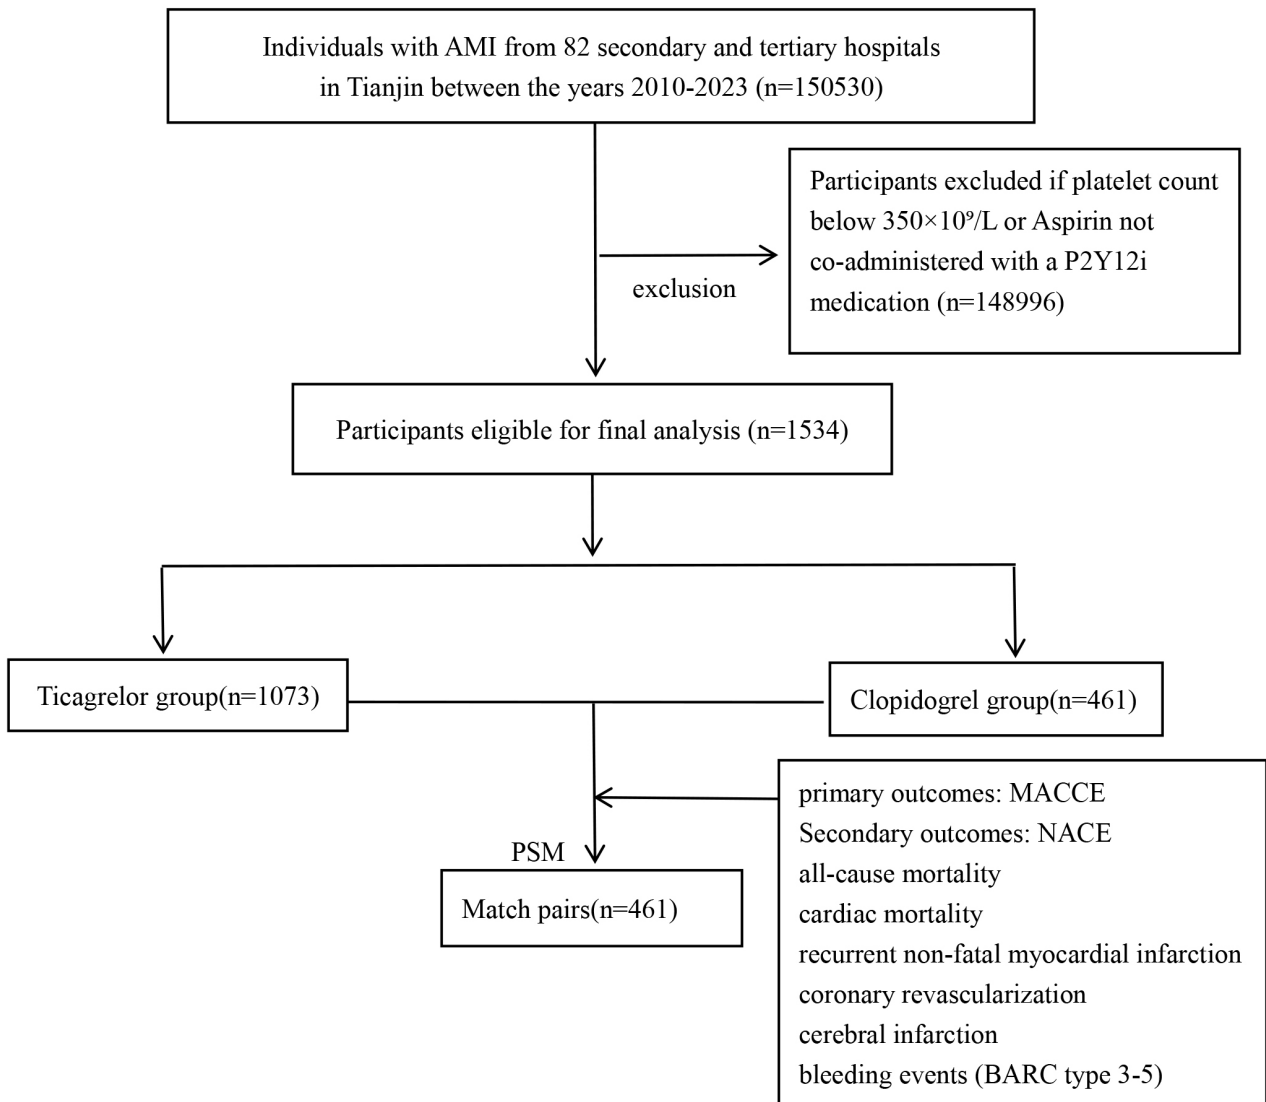 Individuals with AMI from 82 secondary and tertiary hospitals
in Tianjin between the years 2010-2023 (n=150530)
Participants excluded if platelet count
below 350×10⁹/L or Aspirin not
co-administered with a P2Y12i
medication (n=148996)
exclusion
Participants eligible for final analysis (n=1534)
Ticagrelor group(n=1073)
Clopidogrel group(n=461)
primary outcomes: MACCE
Secondary outcomes: NACE
all-cause mortality
cardiac mortality
recurrent non-fatal myocardial infarction
coronary revascularization
cerebral infarction
bleeding events (BARC type 3-5)
PSM
Match pairs(n=461)